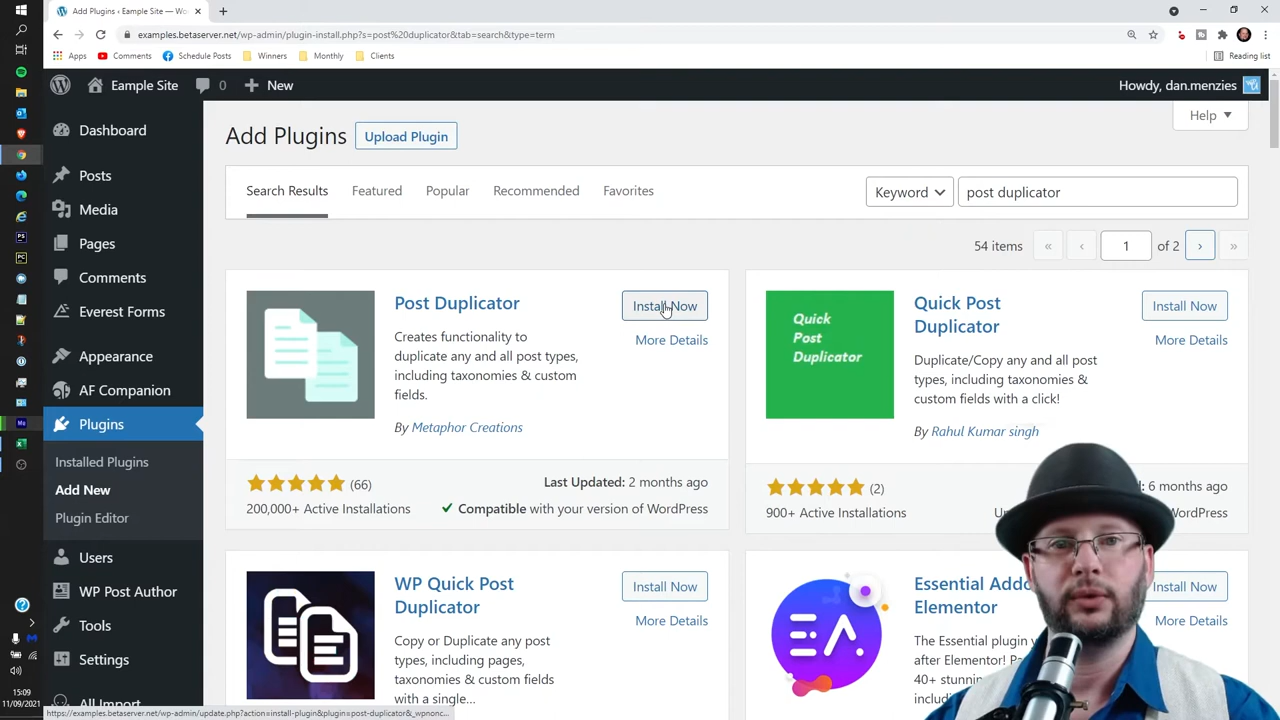 Add Plugins ‹ Eample Site — Wo
examples.betaserver.net/wp-admin/plugin-install.php?s=post%20duplicator&tab=search&type=term
Apps
Comments
Schedule Posts
Winners
Monthly
Clients
Reading list
Eample Site
0
New
Howdy, dan.menzies
Dashboard
Posts
Media
Pages
Comments
Everest Forms
Appearance
AF Companion
Plugins
Installed Plugins
Add New
Plugin Editor
Users
WP Post Author
Tools
Settings
All Import
Add Plugins
Upload Plugin
Help
Search Results
Featured
Popular
Recommended
Favorites
Keyword
post duplicator
54 items
«
‹
1
of 2
›
»
Post Duplicator
Install Now
More Details
Creates functionality to
duplicate any and all post types,
including taxonomies & custom
fields.
By Metaphor Creations
(66)
Last Updated: 2 months ago
200,000+ Active Installations
Compatible with your version of WordPress
Quick
Post
Duplicator
Quick Post
Duplicator
Install Now
More Details
Duplicate/Copy any and all post
types, including taxonomies &
custom fields with a click!
By Rahul Kumar singh
(2)
6 months ago
900+ Active Installations
WordPress
WP Quick Post
Duplicator
Install Now
More Details
Copy or Duplicate any post
types, including pages,
taxonomies & custom fields
with a single...
Essential
Elementor
Install Now
More Details
The Essential plugin
after Elementor!
40+
https://examples.betaserver.net/wp-admin/update.php?action=install-plugin&plugin=post-duplicator&_wpnonc...
15:09
11/09/2021